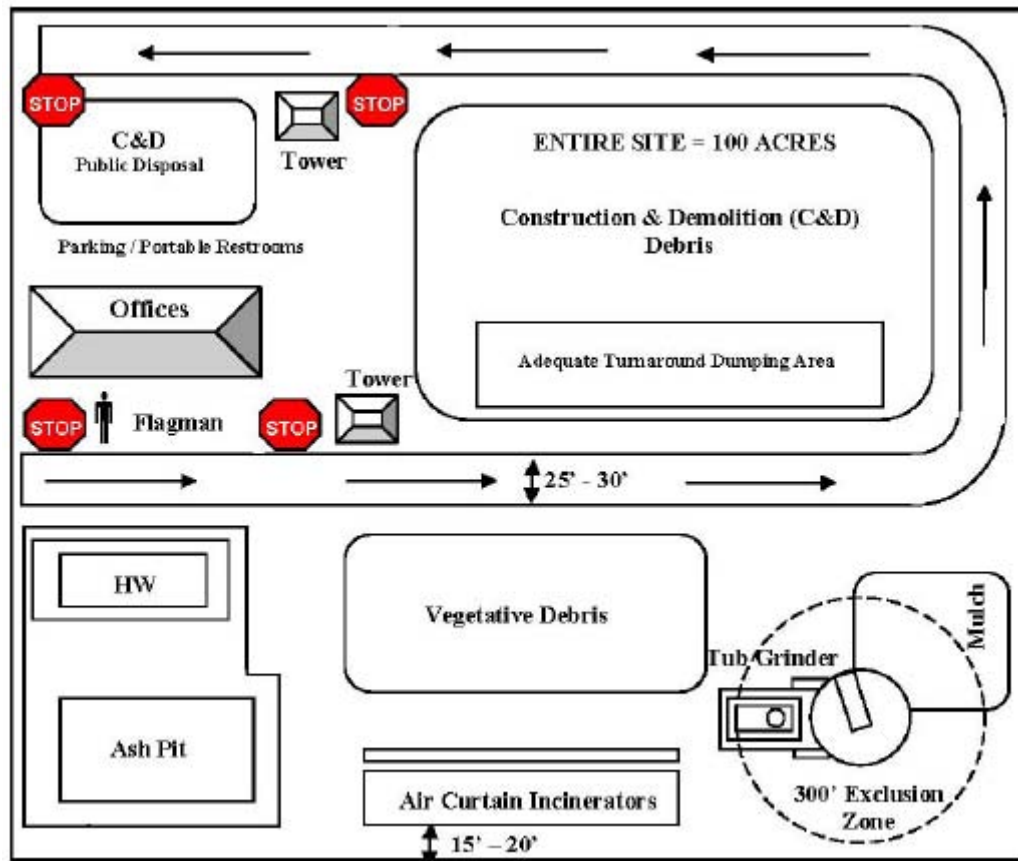 STOP
STOP
C&D
Public Disposal
Tower
ENTIRE SITE = 100 ACRES
Construction & Demolition (C&D)
Debris
Parking / Portable Restrooms
Offices
Adequate Turnaround Dumping Area
Tower
STOP
Flagman
STOP
25’ - 30’
HW
Vegetative Debris
Mulch
Tub Grinder
Ash Pit
Air Curtain Incinerators
300’ Exclusion
Zone
15’ – 20’